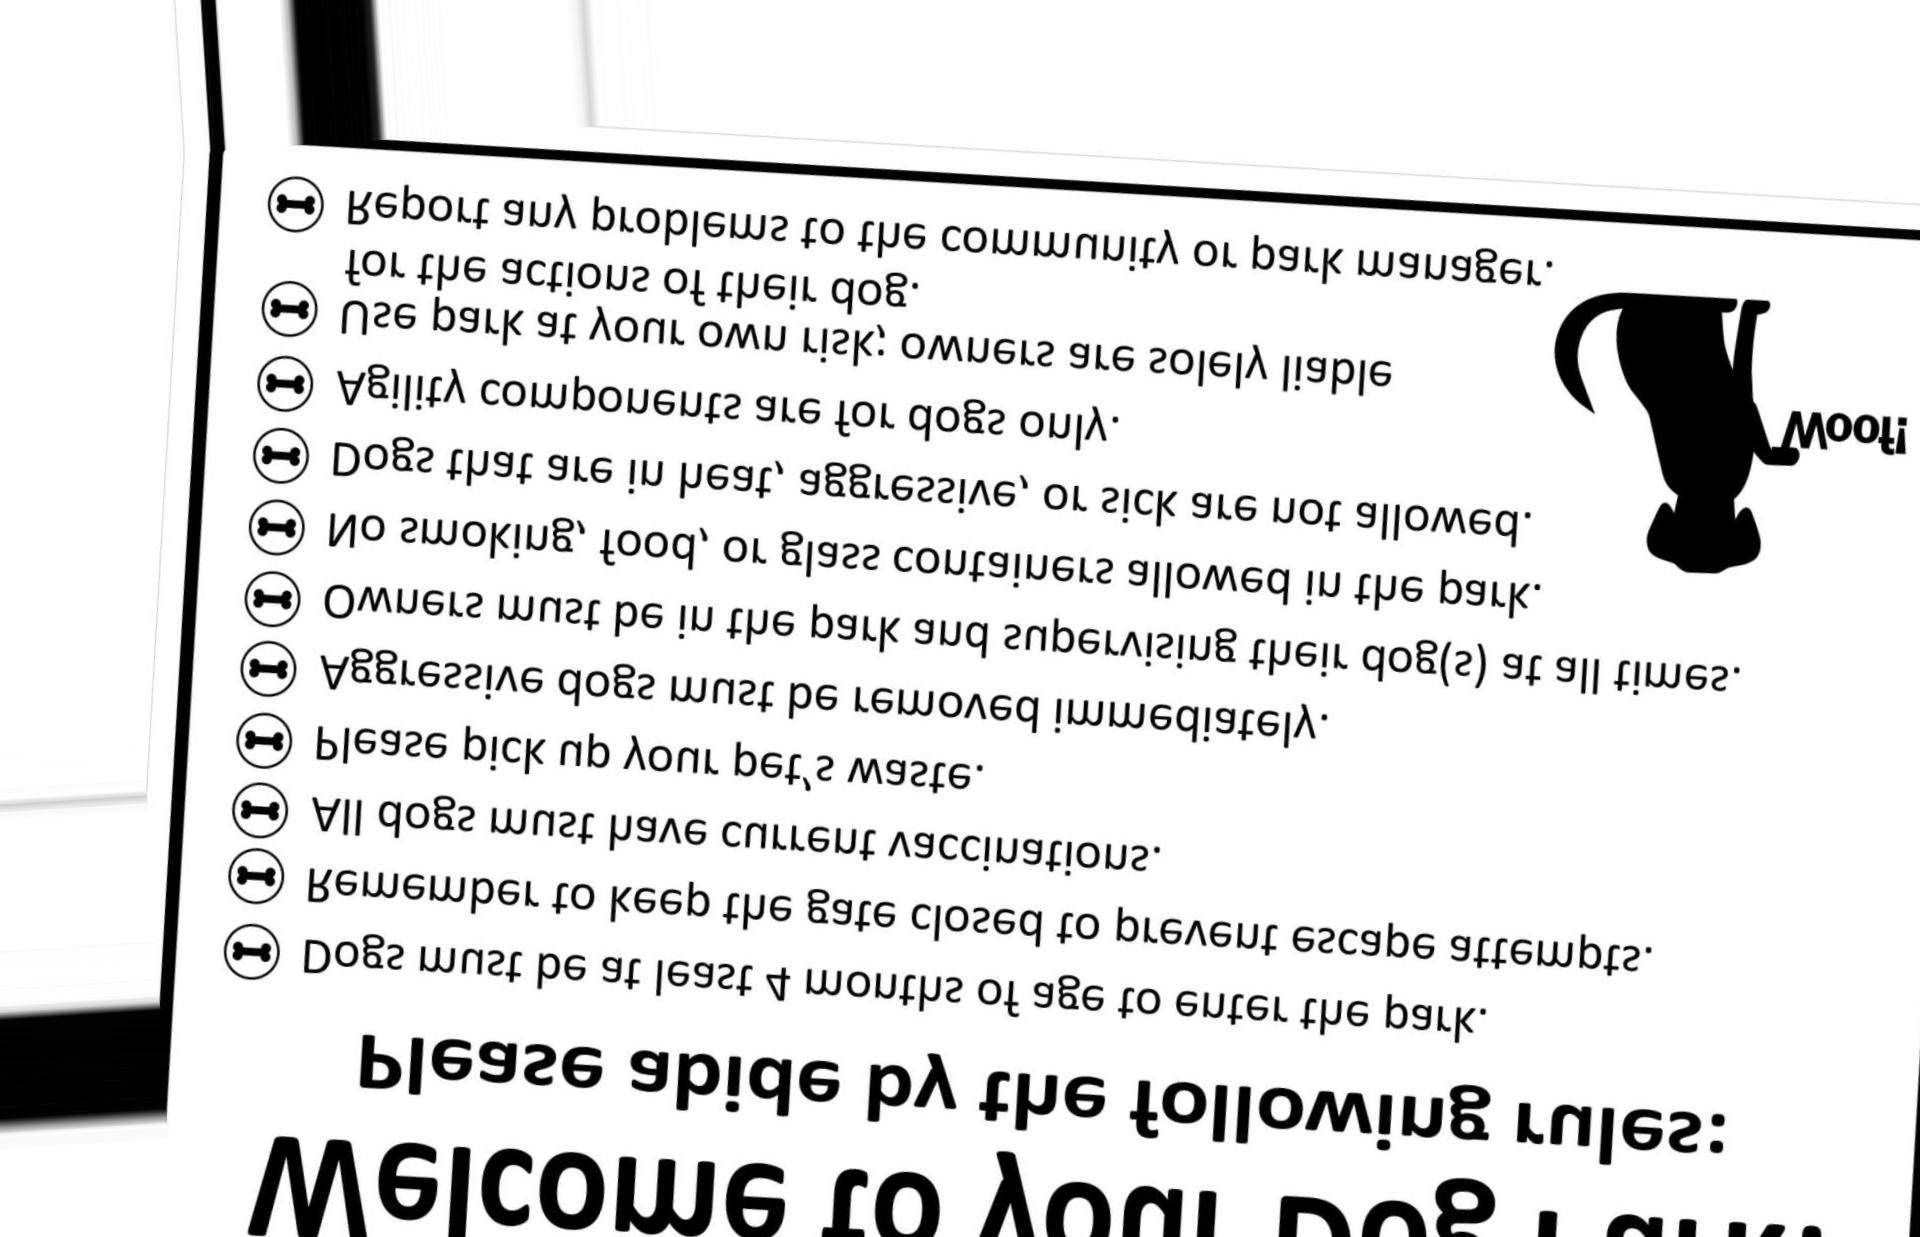 Welcome to your Dog Park!
Please abide by the following rules:
Dogs must be at least 4 months of age to enter the park.
Remember to keep the gate closed to prevent escape attempts.
All dogs must have current vaccinations.
Please pick up your pet's waste.
Aggressive dogs must be removed immediately.
Owners must be in the park and supervising their dog(s) at all times.
No smoking, food, or glass containers allowed in the park.
Dogs that are in heat, aggressive, or sick are not allowed.
Agility components are for dogs only.
Use park at your own risk; owners are solely liable
for the actions of their dog.
Report any problems to the community or park manager.
Woof!